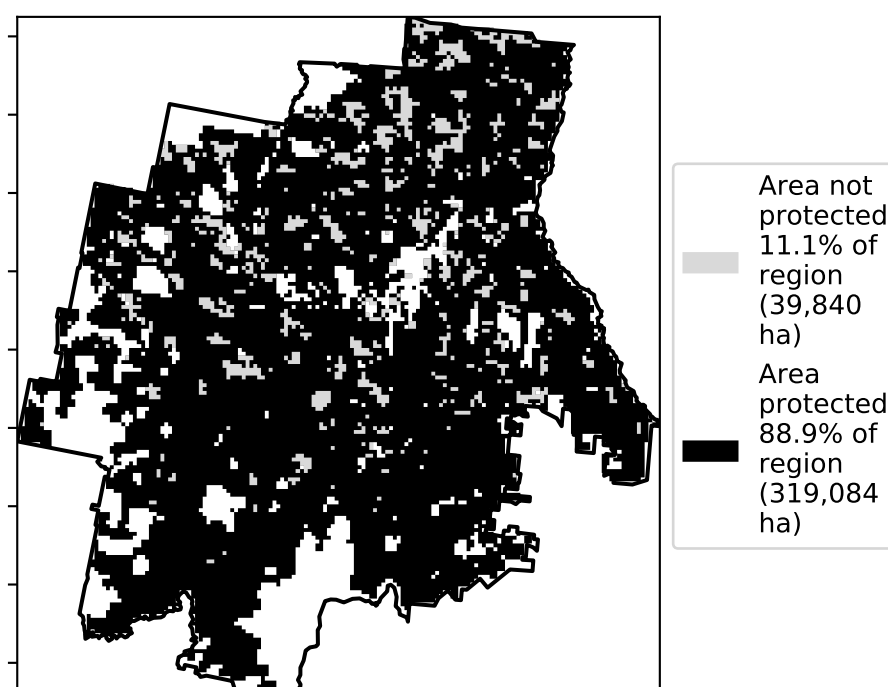 Area not
protected
11.1% of
region
(39,840
ha)
Area
protected
88.9% of
region
(319,084
ha)